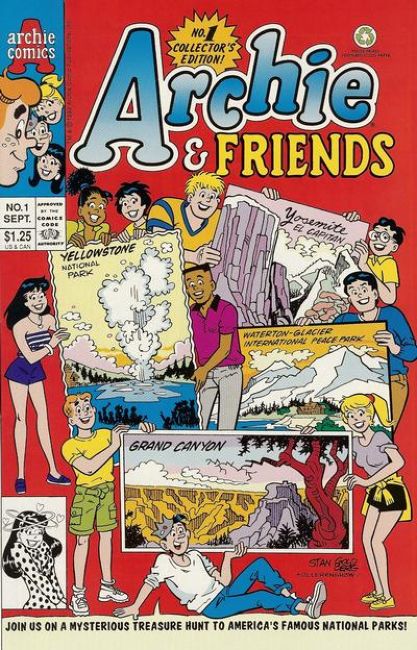 archie
comics
NO. 1
COLLECTOR'S
EDITION!
Archie
& FRIENDS
NO. 1
SEPT.
$1.25
US & CAN
APPROVED
BY THE
COMICS
CODE
AUTHORITY
YELLOWSTONE
NATIONAL
PARK
Yosemite
EL CAPITAN
WATERTON-GLACIER
INTERNATIONAL PEACE PARK
GRAND CANYON
STAN GOLDBERG
JOIN US ON A MYSTERIOUS TREASURE HUNT TO AMERICA'S FAMOUS NATIONAL PARKS!